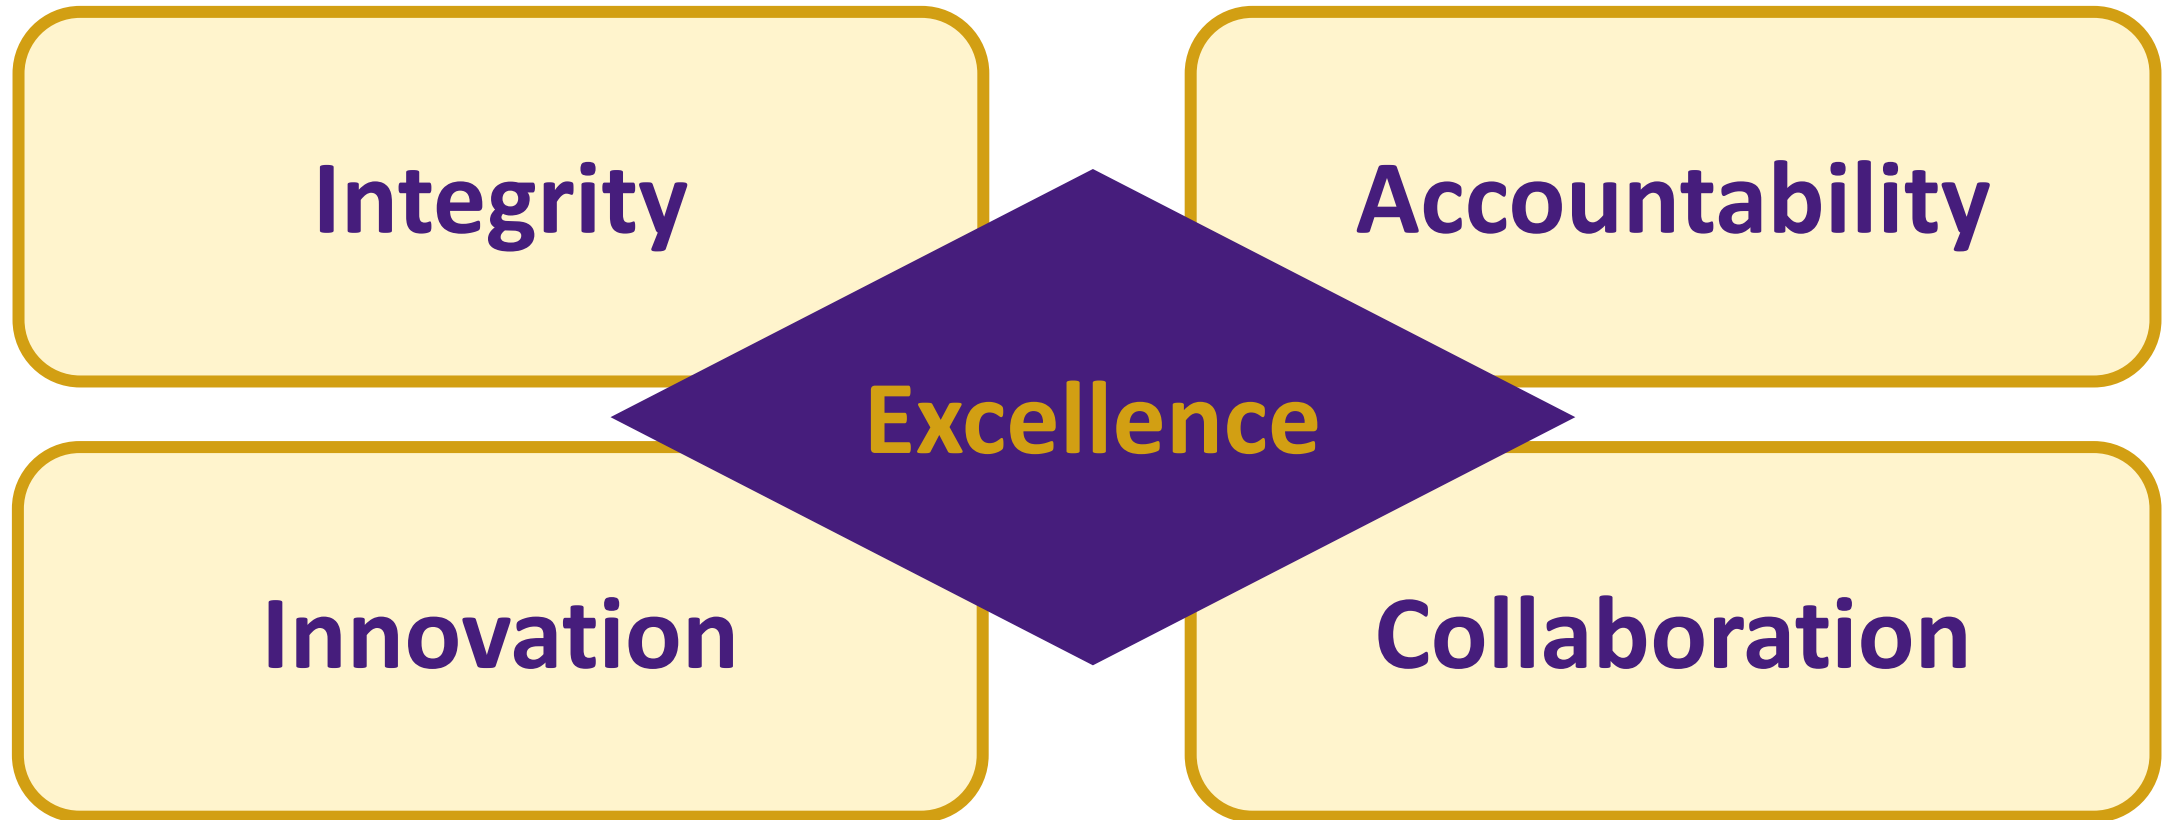 Integrity
Accountability
Excellence
Innovation
Collaboration